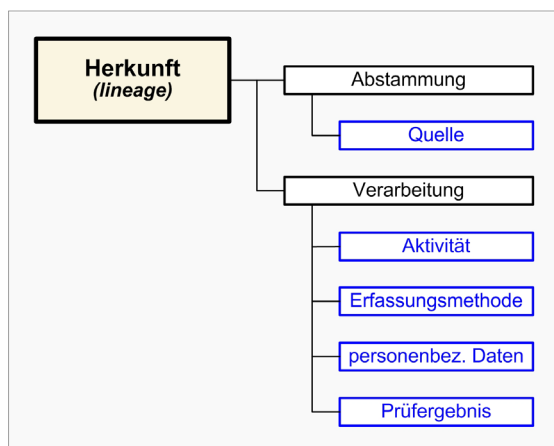 Herkunft
(lineage)
Abstammung
Quelle
Verarbeitung
Aktivität
Erfassungsmethode
personenbez. Daten
Prüfergebnis